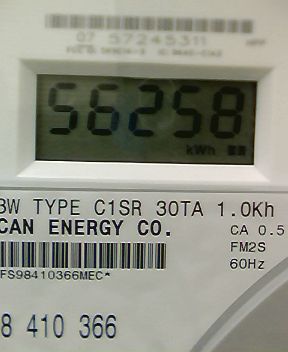 07 57245311
56258
kWh
3W TYPE C1SR 30TA 1.0Kh
CAN ENERGY CO.
CA 0.5
FM2S
60Hz
FS98410366MEC*
8 410 366